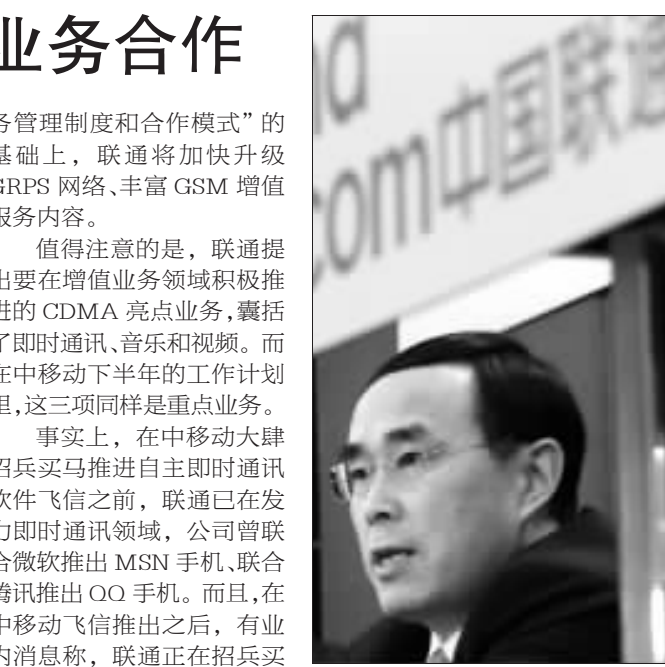 业务合作
务管理制度和合作模式”的
基础上，联通将加快升级
GRPS 网络、丰富 GSM 增值
服务内容。
值得注意的是，联通提
出要在增值业务领域积极推
进的 CDMA 亮点业务，囊括
了即时通讯、音乐和视频。而
在中移动下半年的工作计划
里，这三项同样是重点业务。
事实上，在中移动大肆
招兵买马推进自主即时通讯
软件飞信之前，联通已在发
力即时通讯领域，公司曾联
合微软推出 MSN 手机、联合
腾讯推出 QQ 手机。而且，在
中移动飞信推出之后，有业
内消息称，联通正在招兵买
na
com中国联通